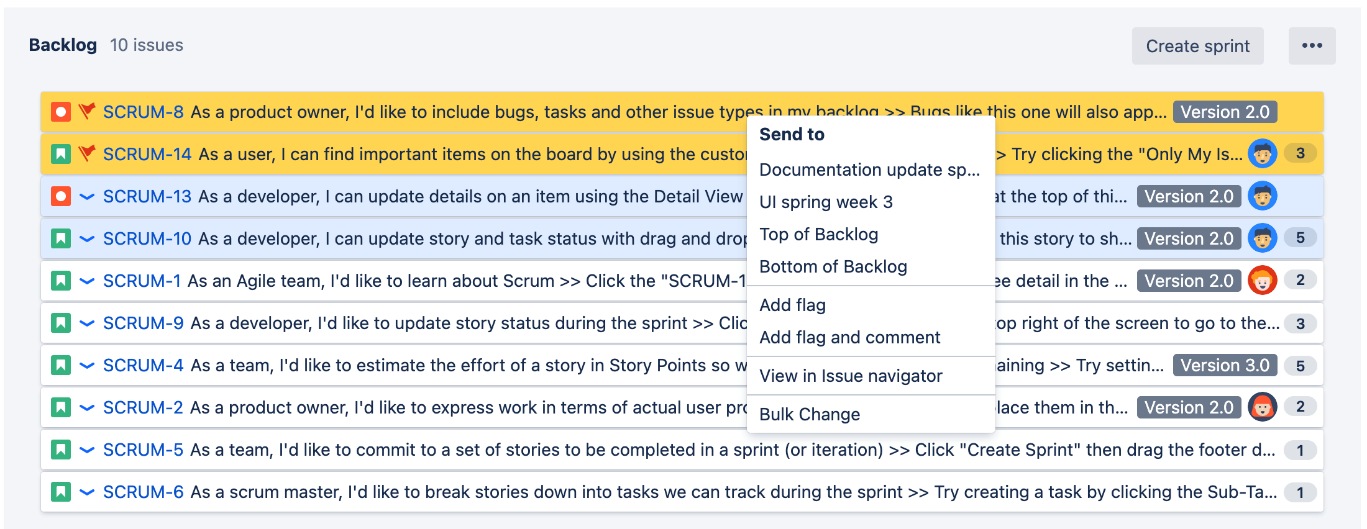 Backlog 10 issues
Create sprint
SCRUM-8 As a product owner, I'd like to include bugs, tasks and other issue types in my backlog >> Bugs like this one will also app... Version 2.0
SCRUM-14 As a user, I can find important items on the board by using the custo > Try clicking the "Only My Is... 3
SCRUM-13 As a developer, I can update details on an item using the Detail View at the top of thi... Version 2.0
SCRUM-10 As a developer, I can update story and task status with drag and drop this story to sh... Version 2.0 5
SCRUM-1 As an Agile team, I'd like to learn about Scrum >> Click the "SCRUM-1 ee detail in the ... Version 2.0 2
SCRUM-9 As a developer, I'd like to update story status during the sprint >> Clic op right of the screen to go to the... 3
SCRUM-4 As a team, I'd like to estimate the effort of a story in Story Points so w aining >> Try settin... Version 3.0 5
SCRUM-2 As a product owner, I'd like to express work in terms of actual user pro lace them in th... Version 2.0 2
SCRUM-5 As a team, I'd like to commit to a set of stories to be completed in a sprint (or iteration) >> Click "Create Sprint" then drag the footer d... 1
SCRUM-6 As a scrum master, I'd like to break stories down into tasks we can track during the sprint >> Try creating a task by clicking the Sub-Ta... 1
Send to
Documentation update sp...
UI spring week 3
Top of Backlog
Bottom of Backlog
Add flag
Add flag and comment
View in Issue navigator
Bulk Change